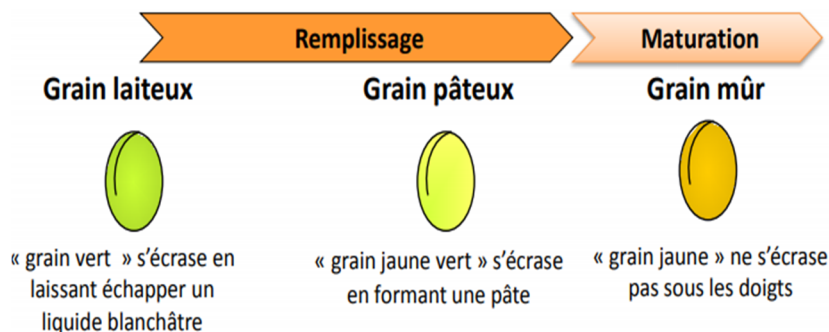 Remplissage
Maturation
Grain laiteux
Grain pâteux
Grain mûr
« grain vert » s'écrase en
laissant échapper un
liquide blanchâtre
« grain jaune vert » s'écrase
en formant une pâte
« grain jaune » ne s'écrase
pas sous les doigts